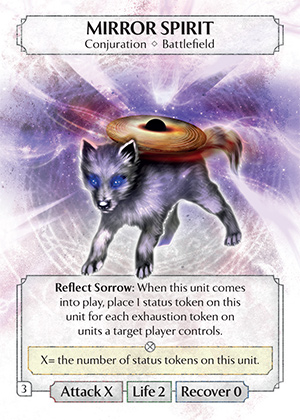 MIRROR SPIRIT
Conjuration ⬦ Battlefield
Reflect Sorrow: When this unit comes
into play, place 1 status token on this
unit for each exhaustion token on
units a target player controls.
X= the number of status tokens on this unit.
3
Attack X
Life 2
Recover 0